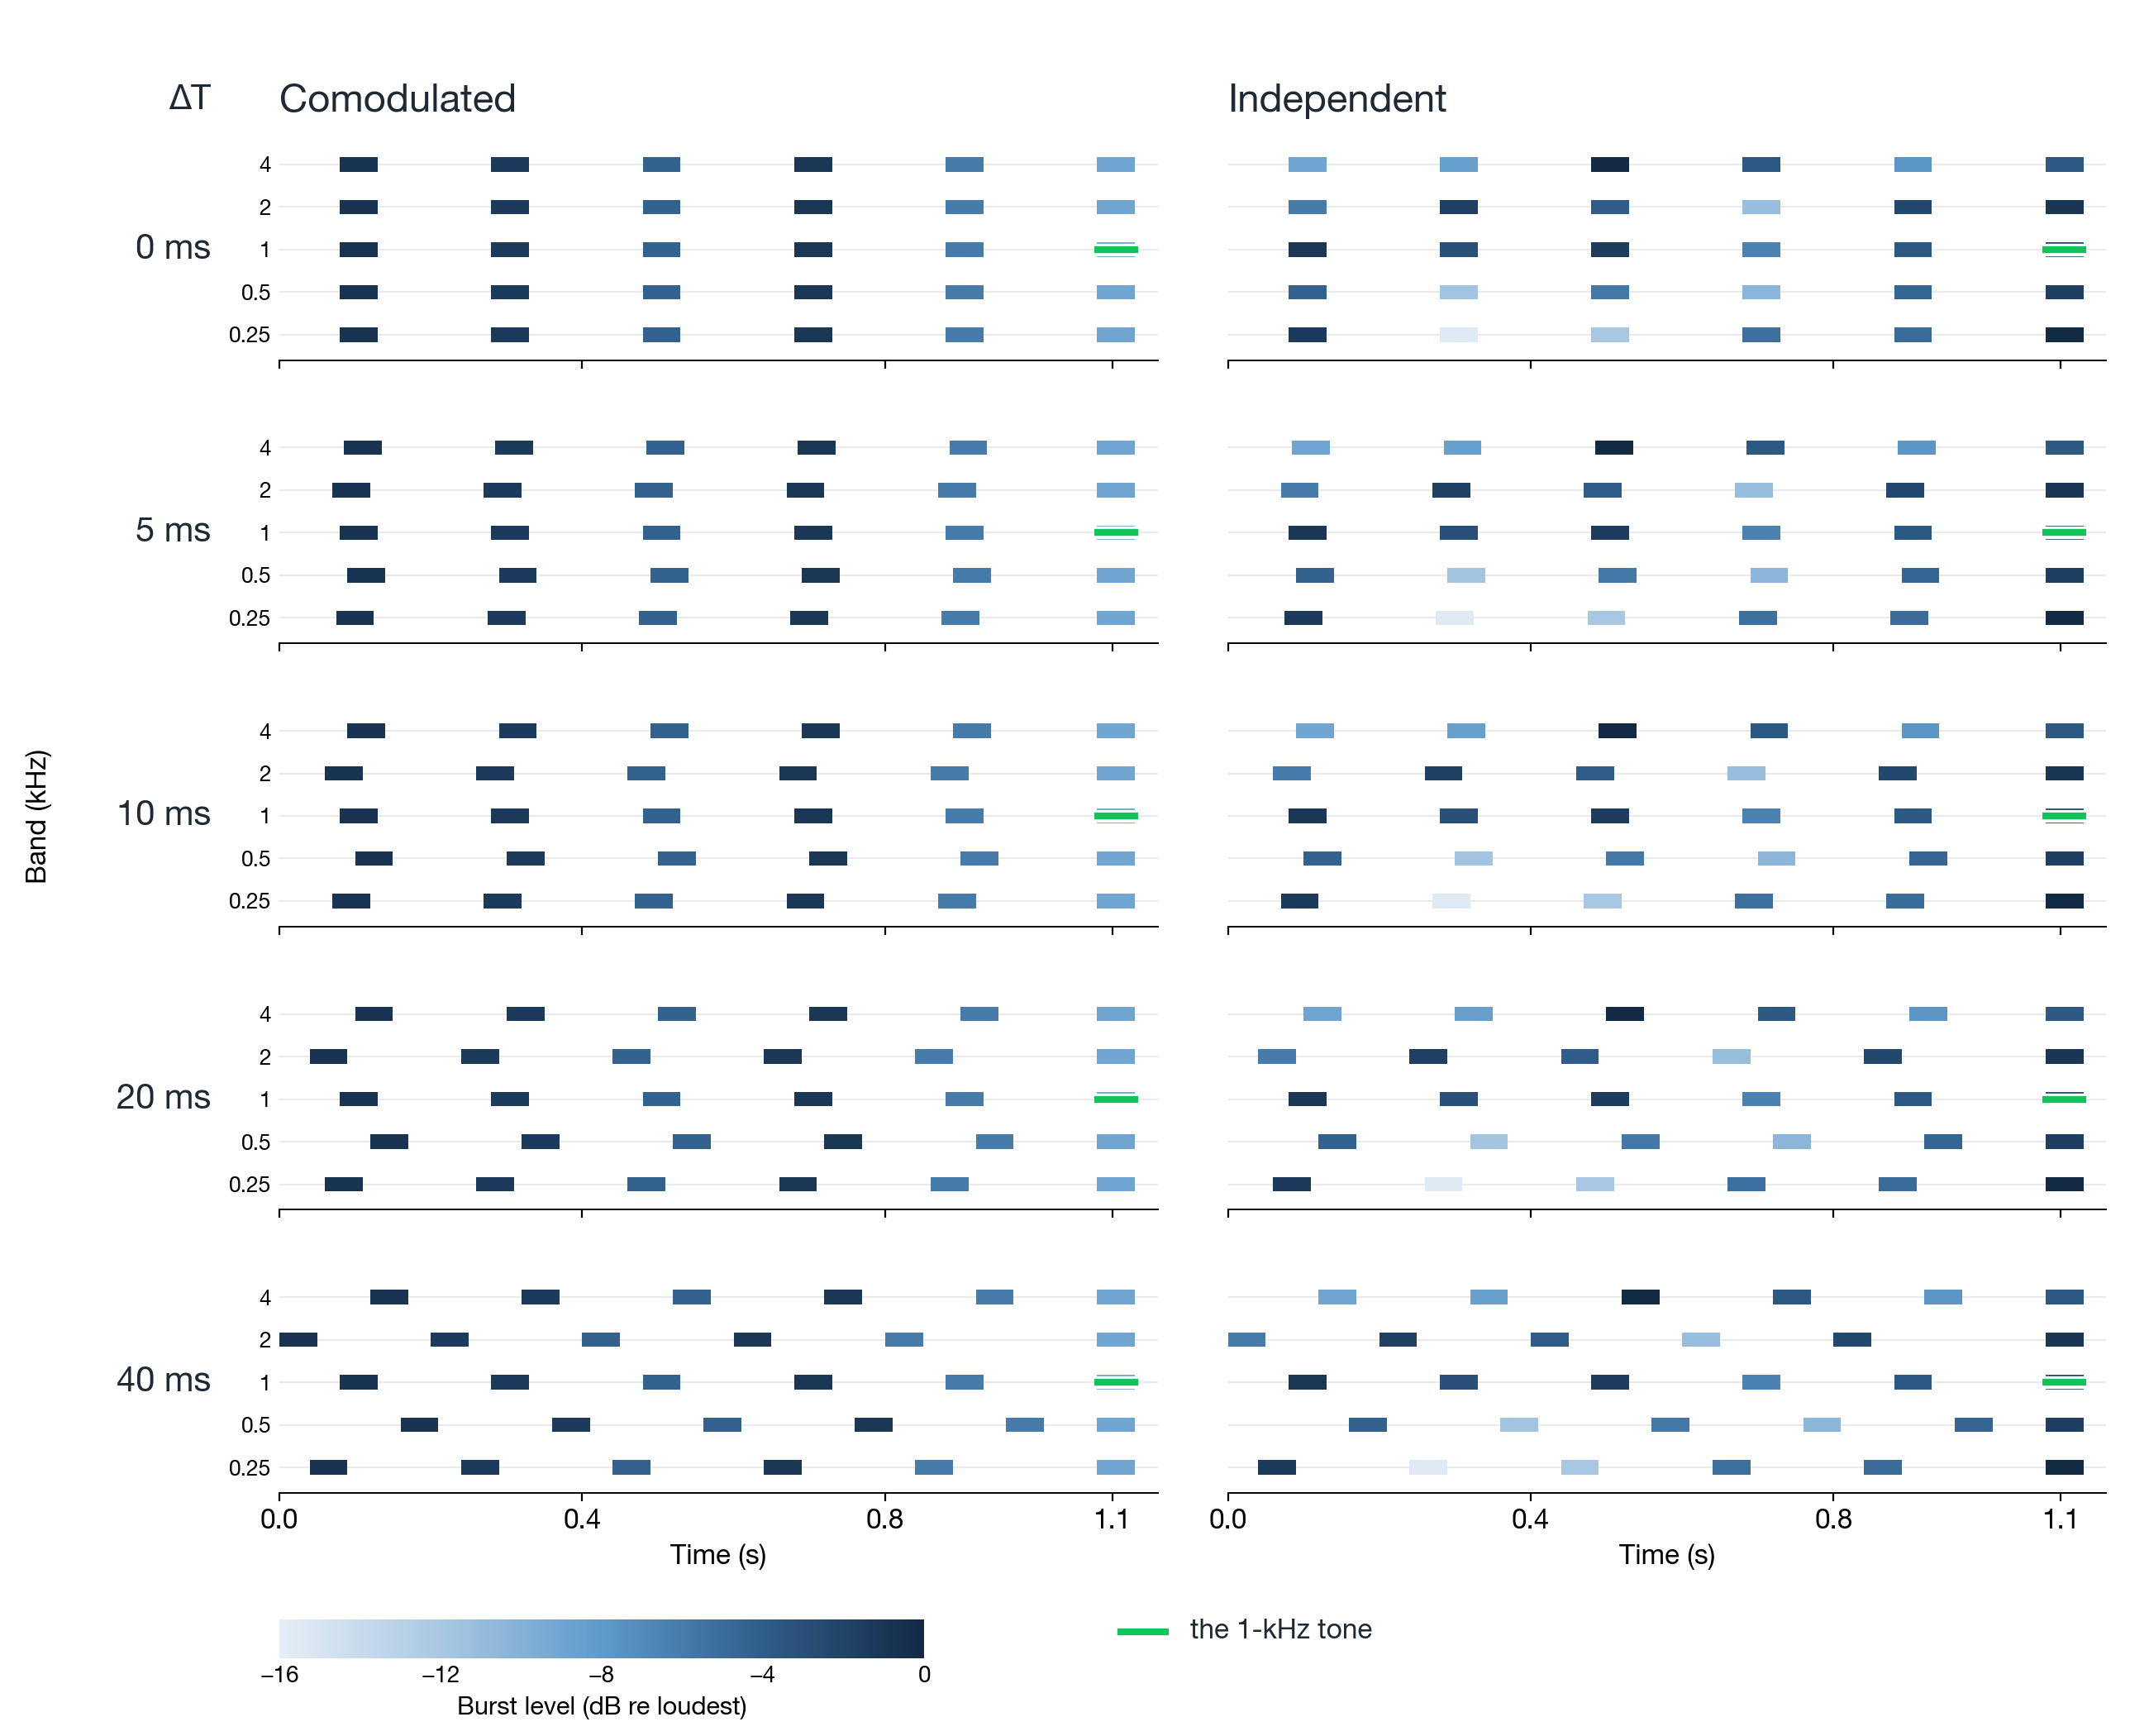 ΔT Comodulated Independent
4
2
0 ms 1
0.5
0.25
4
2
5 ms 1
0.5
0.25
4
2
10 ms 1
0.5
0.25
Band (kHz)
4
2
20 ms 1
0.5
0.25
4
2
40 ms 1
0.5
0.25
0.0 0.4 0.8 1.1 0.0 0.4 0.8 1.1
Time (s) Time (s)
the 1-kHz tone
−16 −12 −8 −4 0
Burst level (dB re loudest)